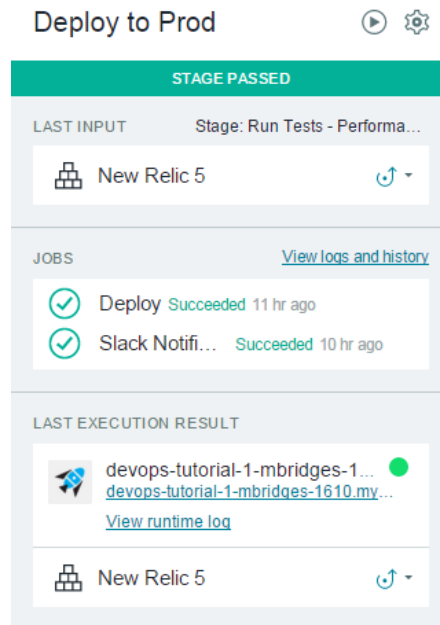 Deploy to Prod
STAGE PASSED
LAST INPUT Stage: Run Tests - Performa...
New Relic 5
JOBS View logs and history
Deploy Succeeded 11 hr ago
Slack Notifi... Succeeded 10 hr ago
LAST EXECUTION RESULT
devops-tutorial-1-mbridges-1...
devops-tutorial-1-mbridges-1610.my...
View runtime log
New Relic 5